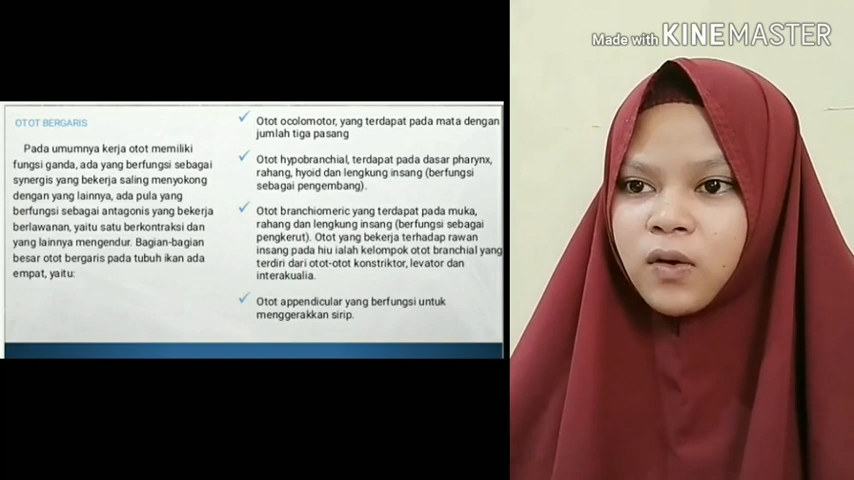 Made with KINEMASTER
OTOT BERGARIS
Pada umumnya kerja otot memiliki
fungsi ganda, ada yang berfungsi sebagai
synergis yang bekerja saling menyokong
dengan yang lainnya, ada pula yang
berfungsi sebagai antagonis yang bekerja
berlawanan, yaitu satu berkontraksi dan
yang lainnya mengendur. Bagian-bagian
besar otot bergaris pada tubuh ikan ada
empat, yaitu:
✓ Otot ocolomotor, yang terdapat pada mata dengan
jumlah tiga pasang
✓ Otot hypobranchial, terdapat pada dasar pharynx,
rahang, hyoid dan lengkung insang (berfungsi
sebagai pengembang).
✓ Otot branchiomeric yang terdapat pada muka,
rahang dan lengkung insang (berfungsi sebagai
pengkerut). Otot yang bekerja terhadap rawan
insang pada hiu ialah kelompok otot branchial yang
terdiri dari otot-otot konstriktor, levator dan
interakualia.
✓ Otot appendicular yang berfungsi untuk
menggerakkan sirip.